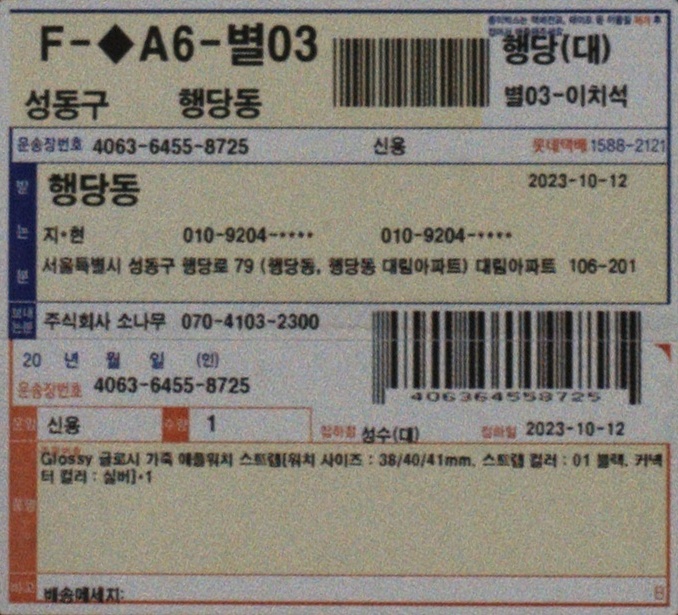 F-◆A6-별03
행당(대)
성동구 행당동
별03-이치석
운송장번호 4063-6455-8725 신용 롯데택배 1588-2121
행당동 2023-10-12
지*현 010-9204-**** 010-9204-****
서울특별시 성동구 행당로 79 (행당동, 행당동 대림아파트) 대림아파트 106-201
주식회사 소나무 070-4103-2300
20 년 월 일 (인)
운송장번호 4063-6455-8725
406364558725
운임 신용 수량 1
집하점 성수(대) 집하일 2023-10-12
Glossy 글로시 가죽 애플워치 스트랩[워치 사이즈 : 38/40/41mm, 스트랩 컬러 : 01 블랙, 커넥
터 컬러 : 실버]*1
품명
비고 배송메세지: